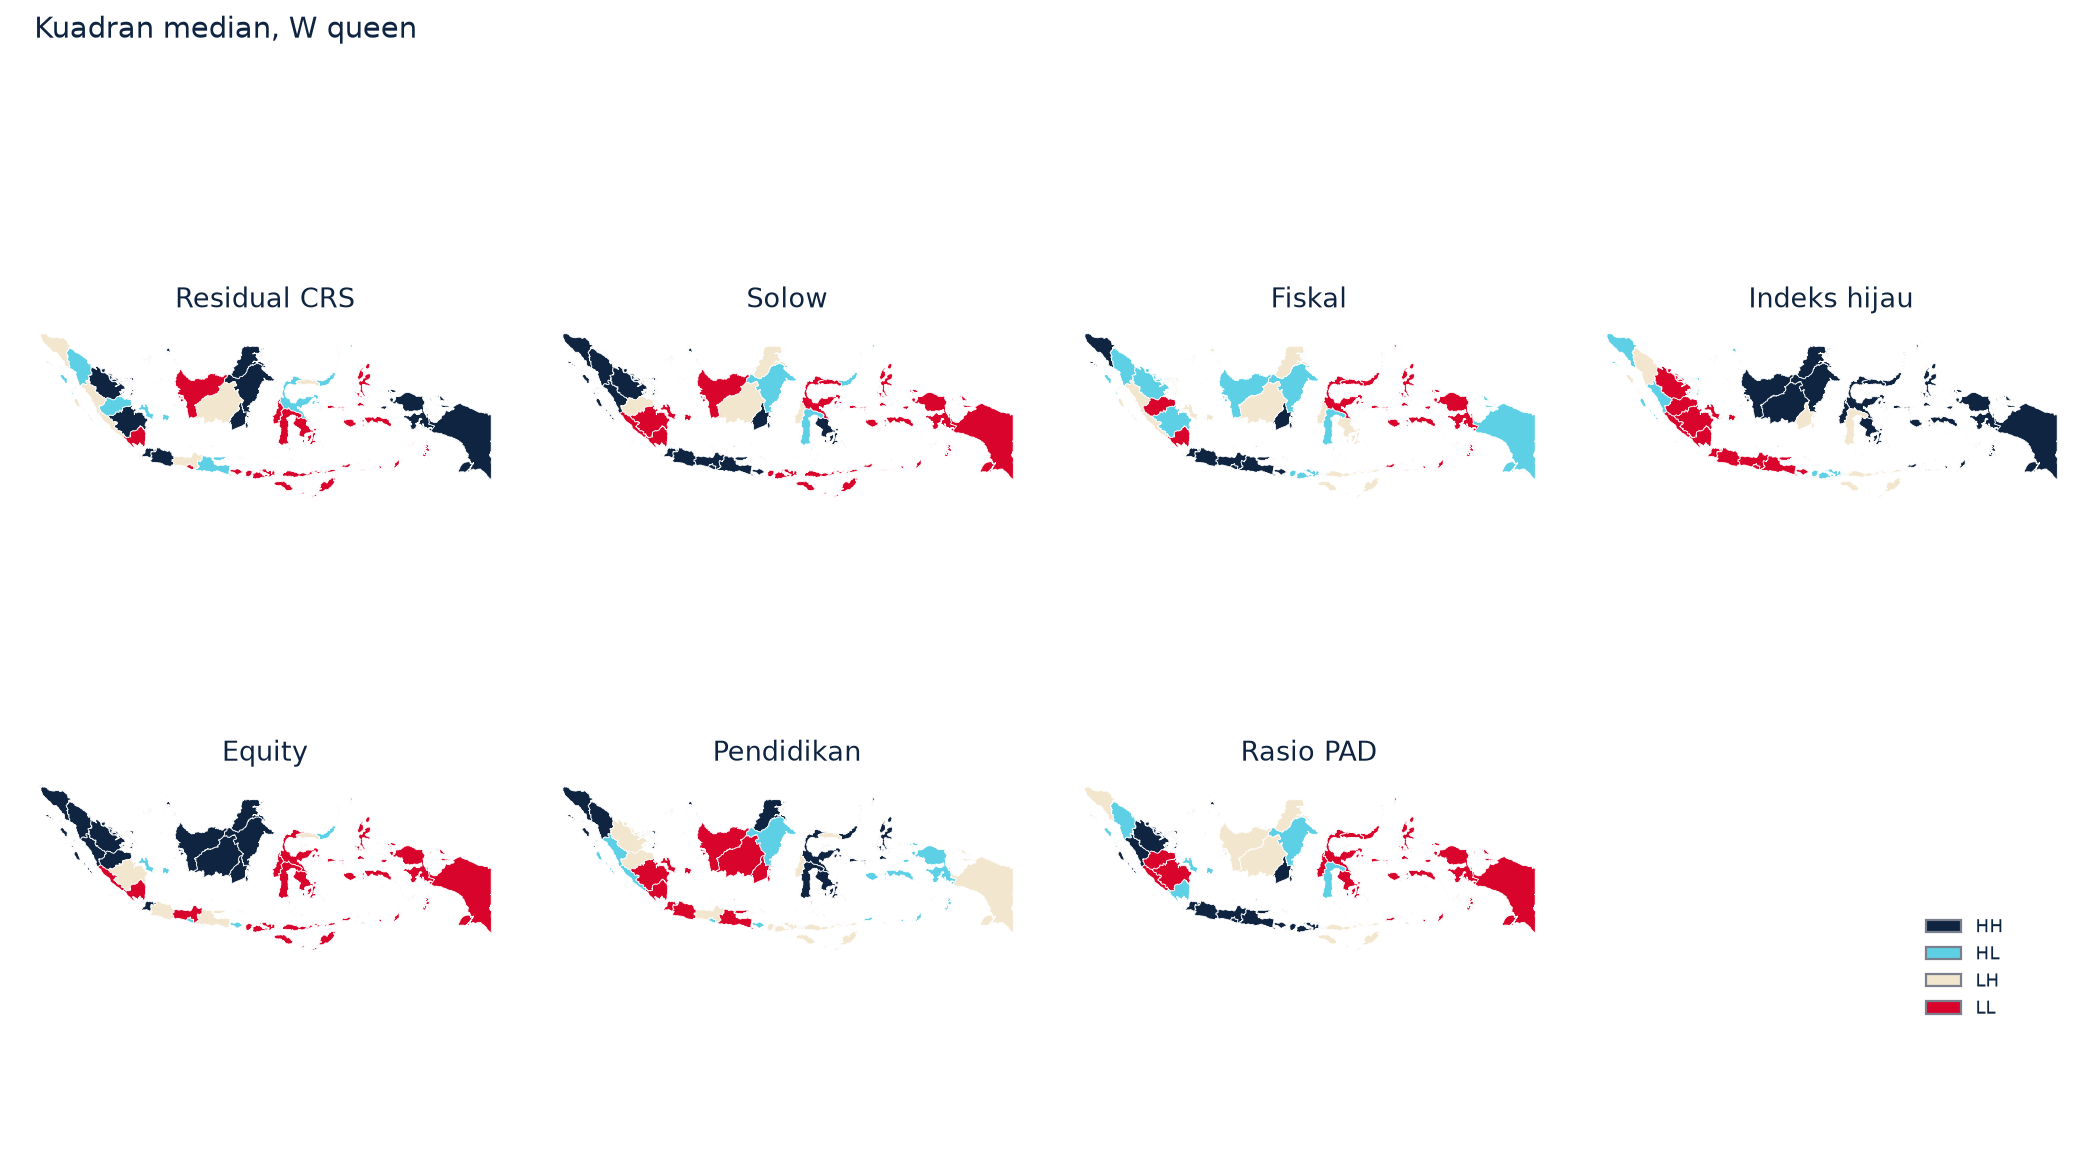 Kuadran median, W queen
Residual CRS
Solow
Fiskal
Indeks hijau
Equity
Pendidikan
Rasio PAD
HH
HL
LH
LL